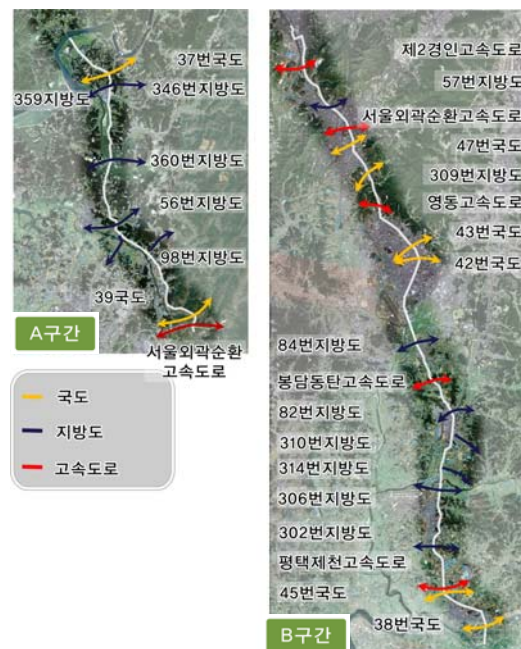 37번국도
346번지방도
359지방도
360번지방도
56번지방도
98번지방도
39국도
서울외곽순환
고속도로
A구간
국도
지방도
고속도로
제2경인고속도로
57번지방도
서울외곽순환고속도로
47번국도
309번지방도
영동고속도로
43번국도
42번국도
84번지방도
봉담동탄고속도로
82번지방도
310번지방도
314번지방도
306번지방도
302번지방도
평택제천고속도로
45번국도
38번국도
B구간